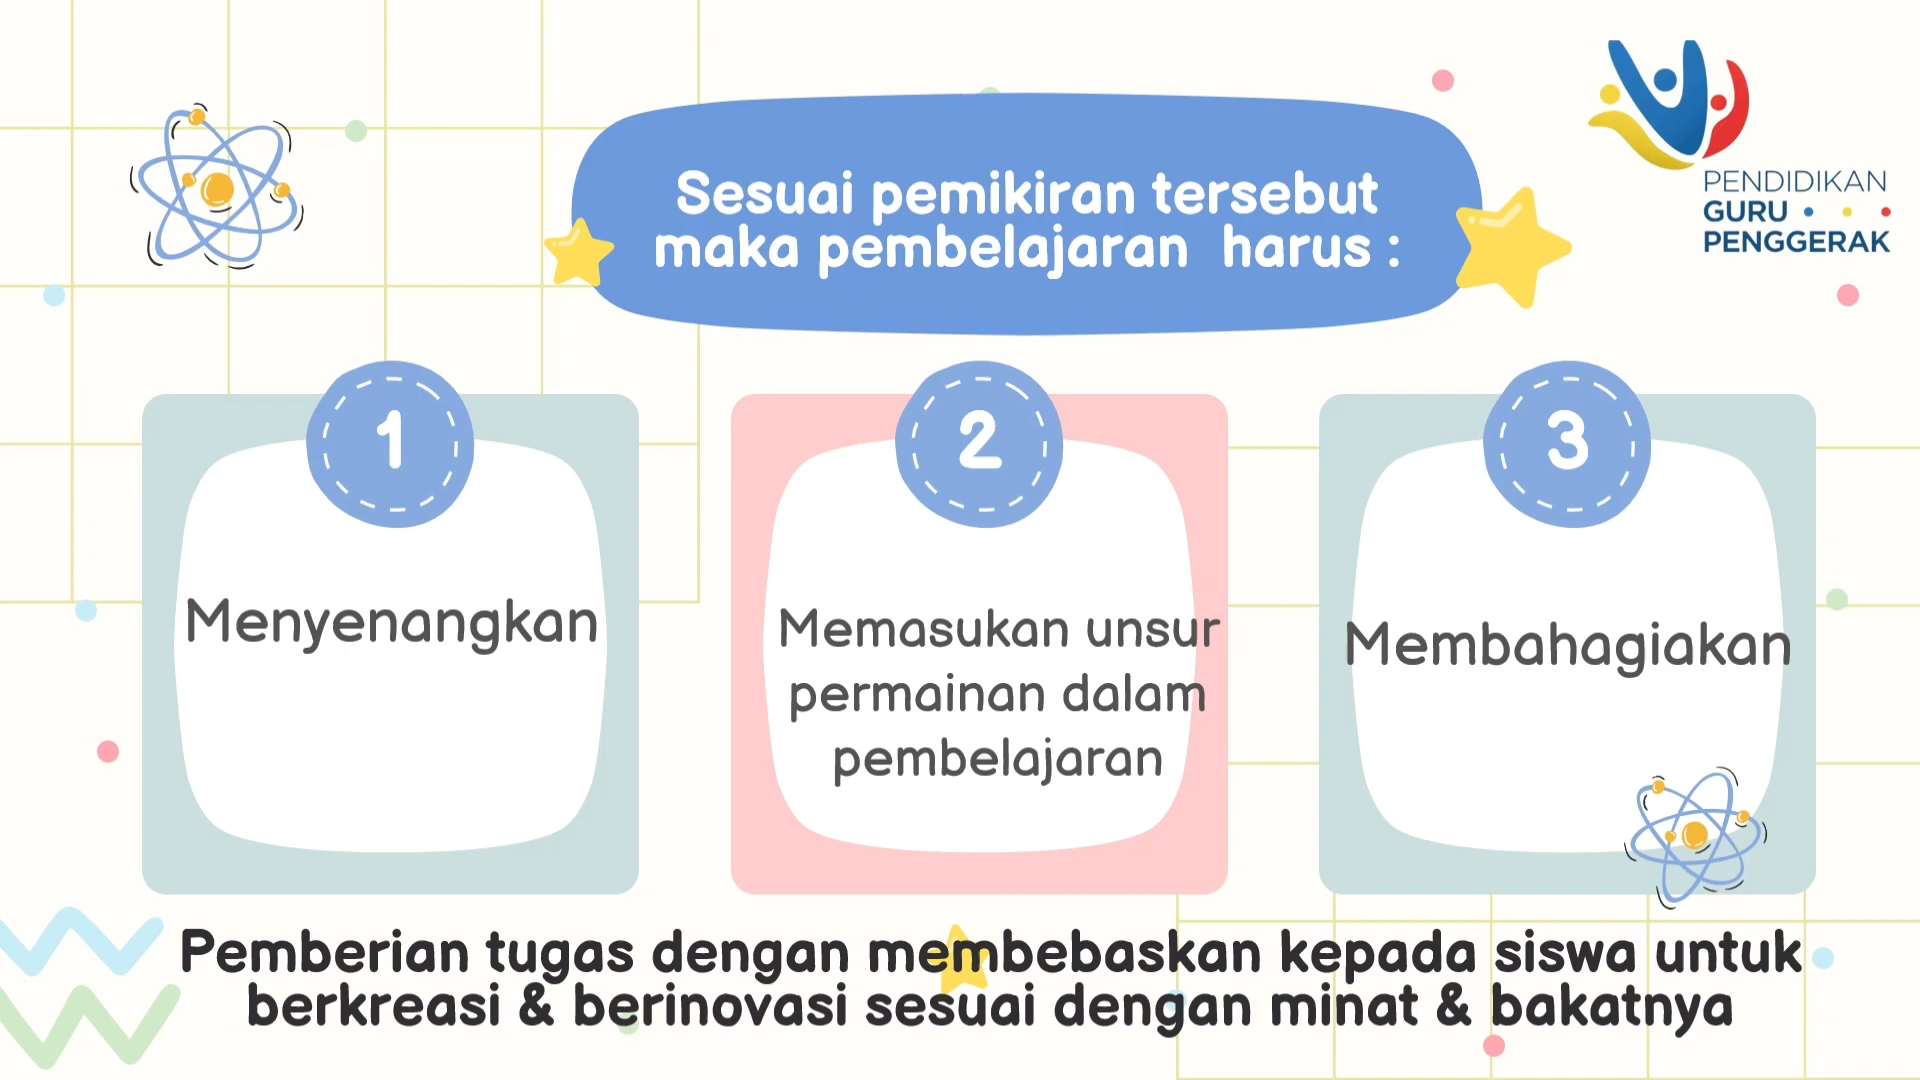 Sesuai pemikiran tersebut
maka pembelajaran harus :
PENDIDIKAN
GURU
PENGGERAK
1
Menyenangkan
2
Memasukan unsur
permainan dalam
pembelajaran
3
Membahagiakan
Pemberian tugas dengan membebaskan kepada siswa untuk
berkreasi & berinovasi sesuai dengan minat & bakatnya